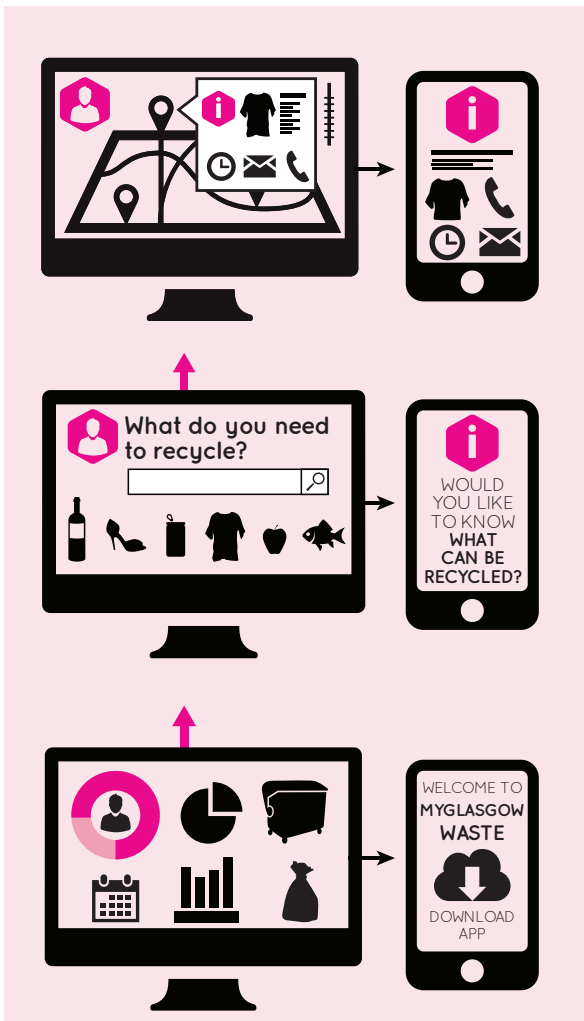 What do you need
to recycle?
WOULD
YOU LIKE
TO KNOW
WHAT
CAN BE
RECYCLED?
WELCOME TO
MYGLASGOW
WASTE
DOWNLOAD
APP